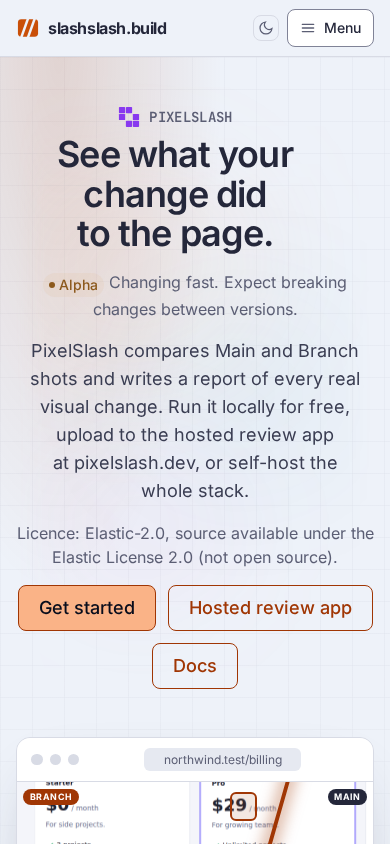 slashslash.build
Menu
PIXELSLASH
See what your
change did
to the page.
Alpha Changing fast. Expect breaking
changes between versions.
PixelSlash compares Main and Branch
shots and writes a report of every real
visual change. Run it locally for free,
upload to the hosted review app
at pixelslash.dev, or self-host the
whole stack.
Licence: Elastic-2.0, source available under the
Elastic License 2.0 (not open source).
Get started
Hosted review app
Docs
northwind.test/billing
Starter
Pro
BRANCH
MAIN
$0 / month
$29 / month
For side projects.
For growing teams.